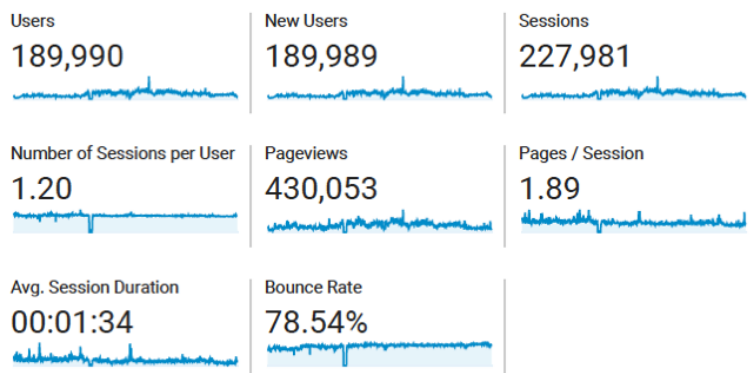 Users
189,990
New Users
189,989
Sessions
227,981
Number of Sessions per User
1.20
Pageviews
430,053
Pages / Session
1.89
Avg. Session Duration
00:01:34
Bounce Rate
78.54%